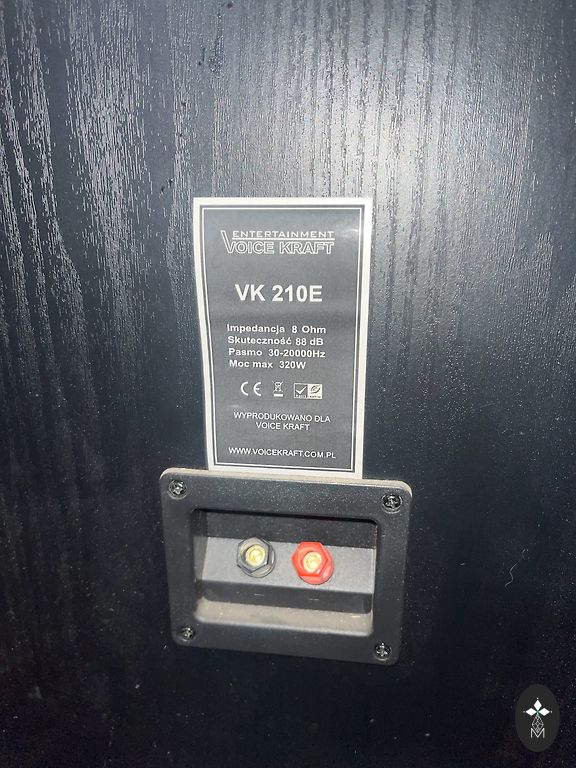 ENTERTAINMENT
VOICE KRAFT
VK 210E
Impedancja 8 Ohm
Skuteczność 88 dB
Pasmo 30-20000Hz
Moc max 320W
CE
WYPRODUKOWANO DLA
VOICE KRAFT
WWW.VOICEKRAFT.COM.PL
M